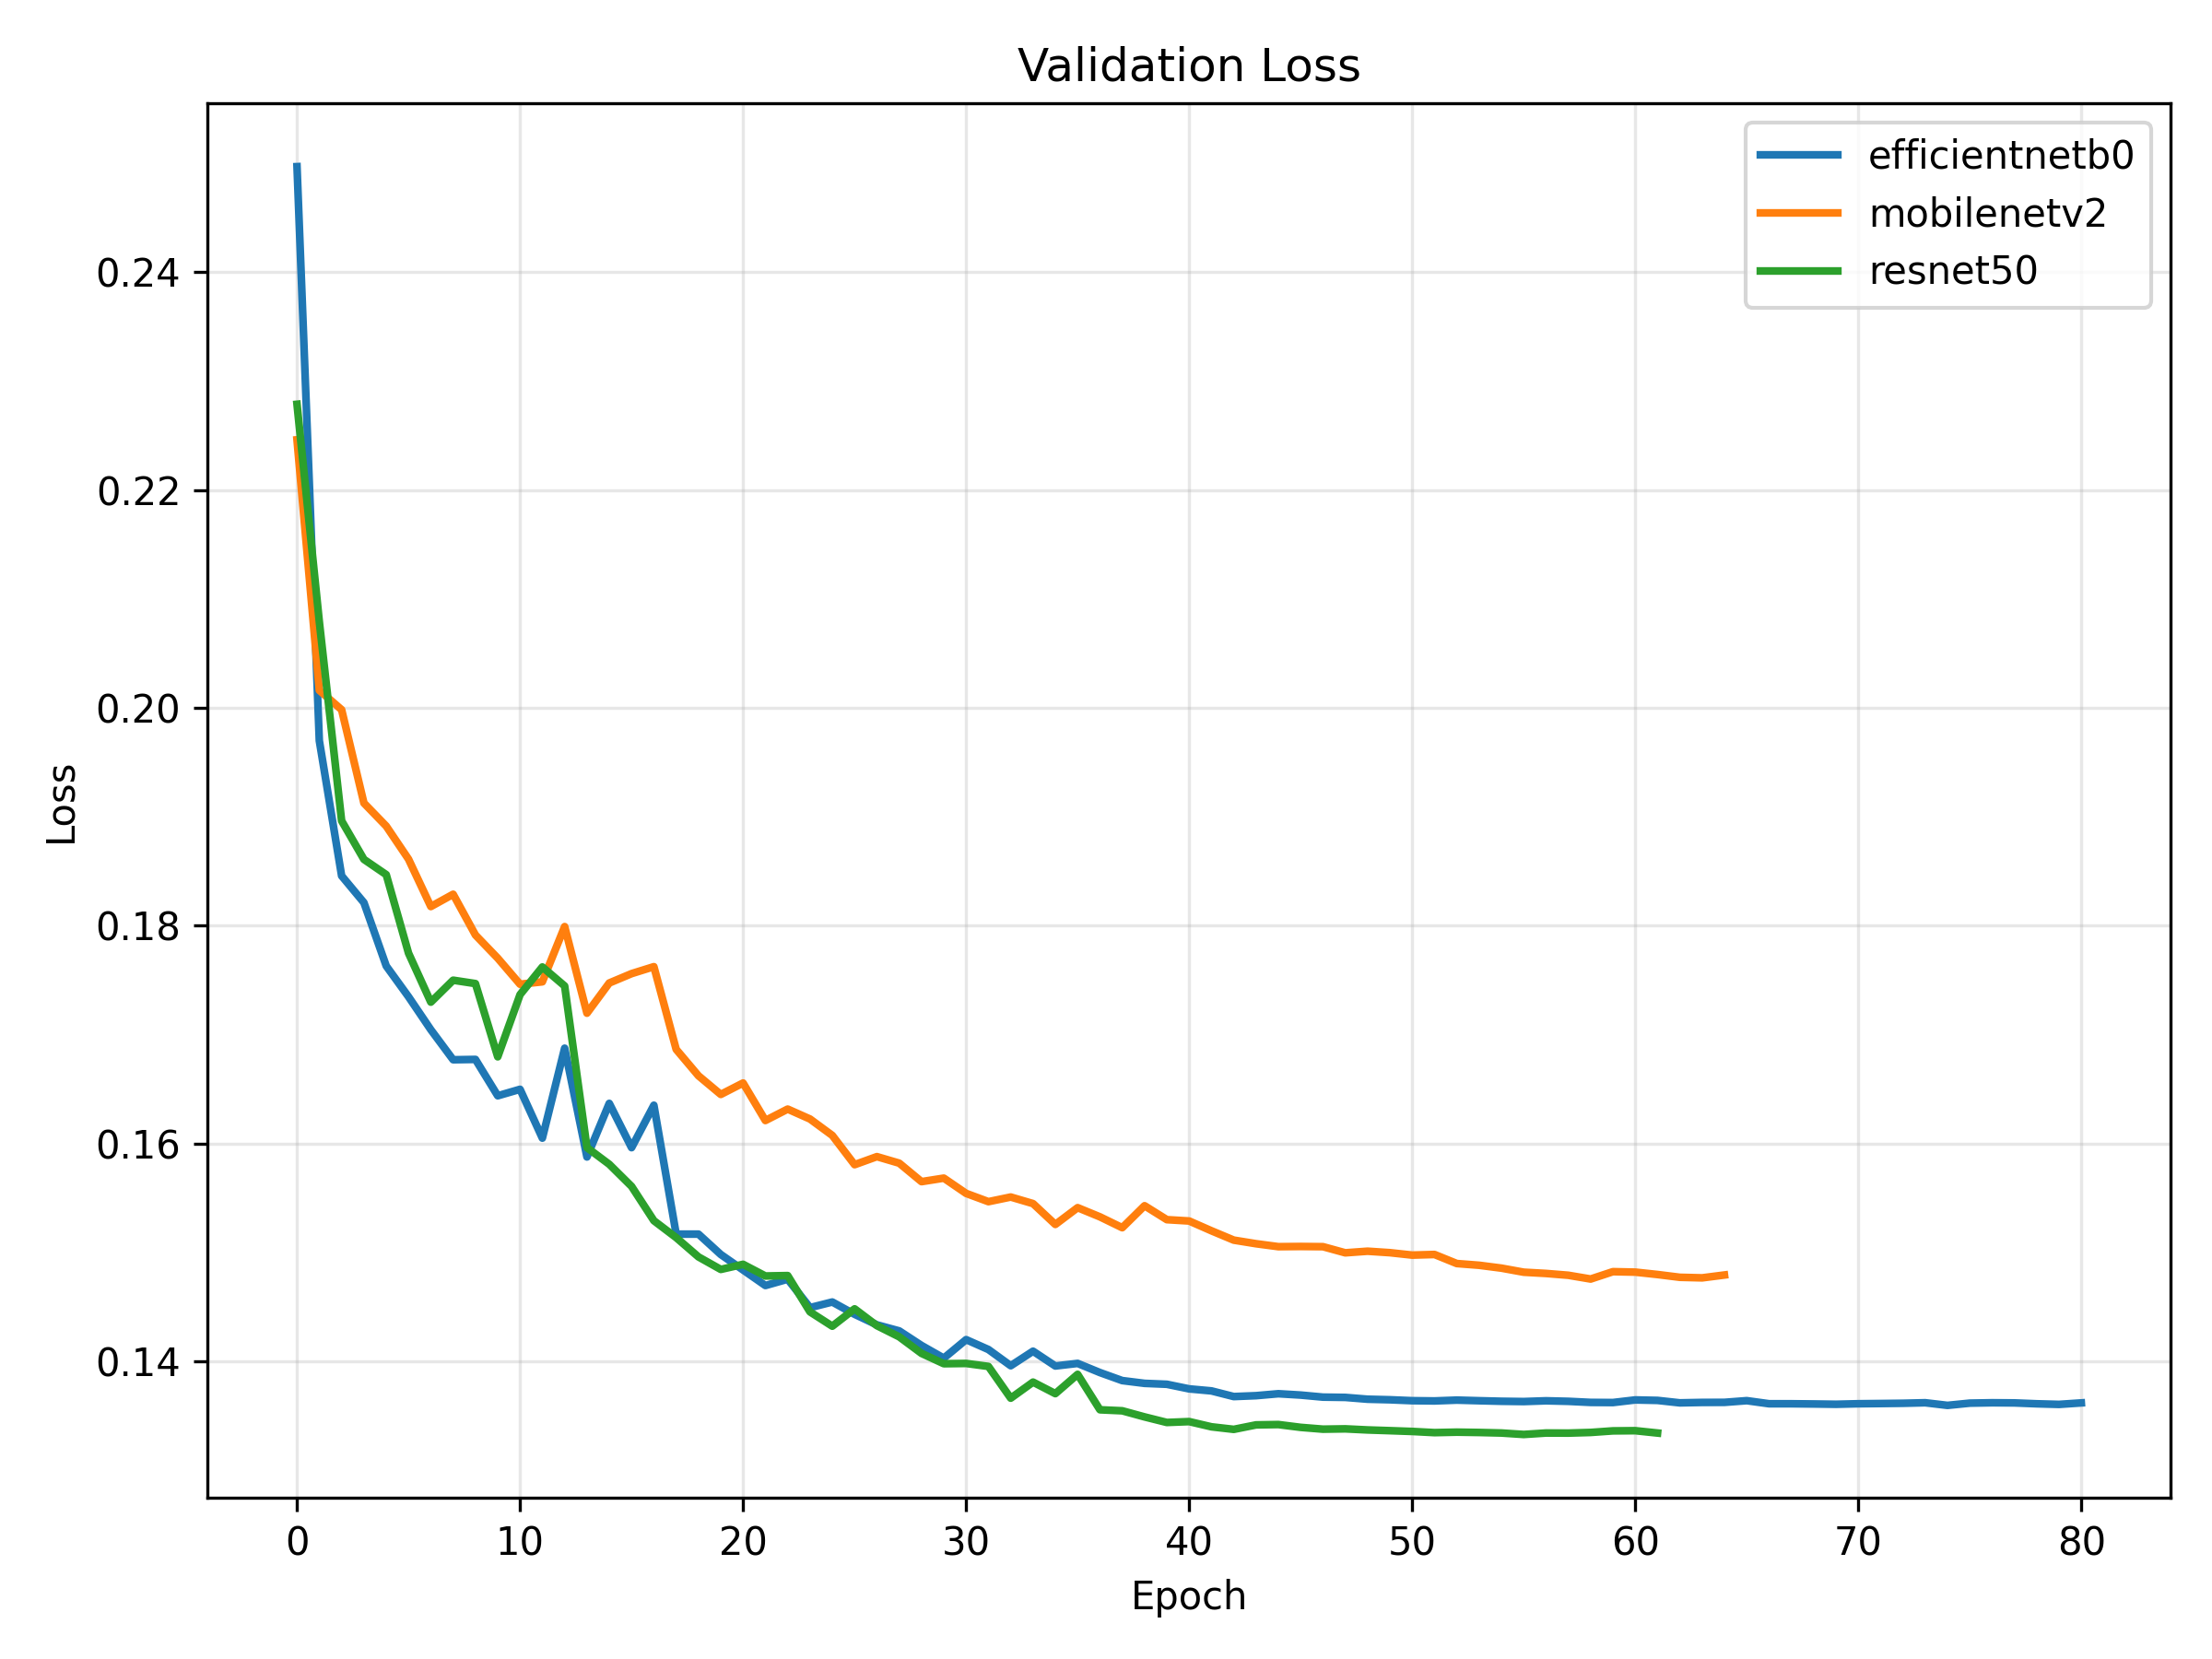 Validation Loss
efficientnetb0
mobilenetv2
resnet50
0.24
0.22
0.20
0.18
0.16
0.14
Loss
0 10 20 30 40 50 60 70 80
Epoch